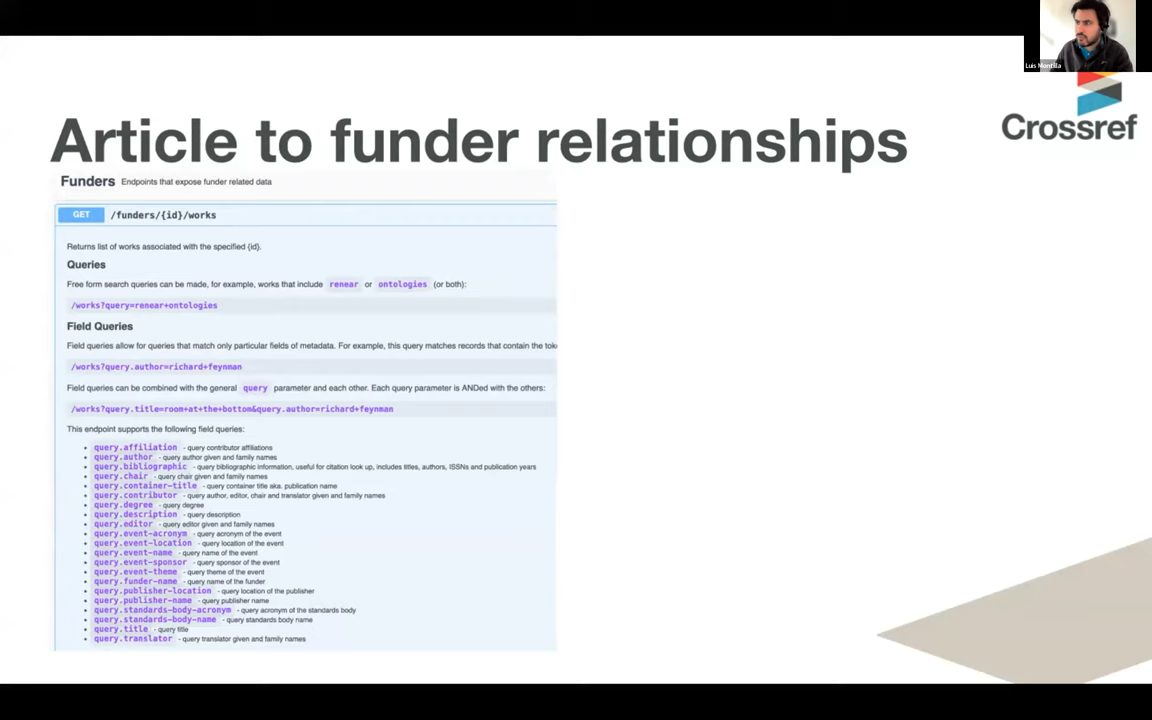 Luis Montilla
Crossref
Article to funder relationships
Funders Endpoints that expose funder related data
GET /funders/{id}/works
Returns list of works associated with the specified {id}.
Queries
Free form search queries can be made, for example, works that include renear or ontologies (or both):
/works?query=renear+ontologies
Field Queries
Field queries allow for queries that match only particular fields of metadata. For example, this query matches records that contain the tok
/works?query.author=richard+feynman
Field queries can be combined with the general query parameter and each other. Each query parameter is ANDed with the others:
/works?query.title=room+at+the+bottom&query.author=richard+feynman
This endpoint supports the following field queries:
query.affiliation - query contributor affiliations
query.author - query author given and family names
query.bibliographic - query bibliographic information, useful for citation look up, includes titles, authors, ISSNs and publication years
query.chair - query chair given and family names
query.container-title - query container title aka. publication name
query.contributor - query author, editor, chair and translator given and family names
query.degree - query degree
query.description - query description
query.editor - query editor given and family names
query.event-acronym - query acronym of the event
query.event-location - query location of the event
query.event-name - query name of the event
query.event-sponsor - query sponsor of the event
query.event-theme - query theme of the event
query.funder-name - query name of the funder
query.publisher-location - query location of the publisher
query.publisher-name - query publisher name
query.standards-body-acronym - query acronym of the standards body
query.standards-body-name - query standards body name
query.title - query title
query.translator - query translator given and family names